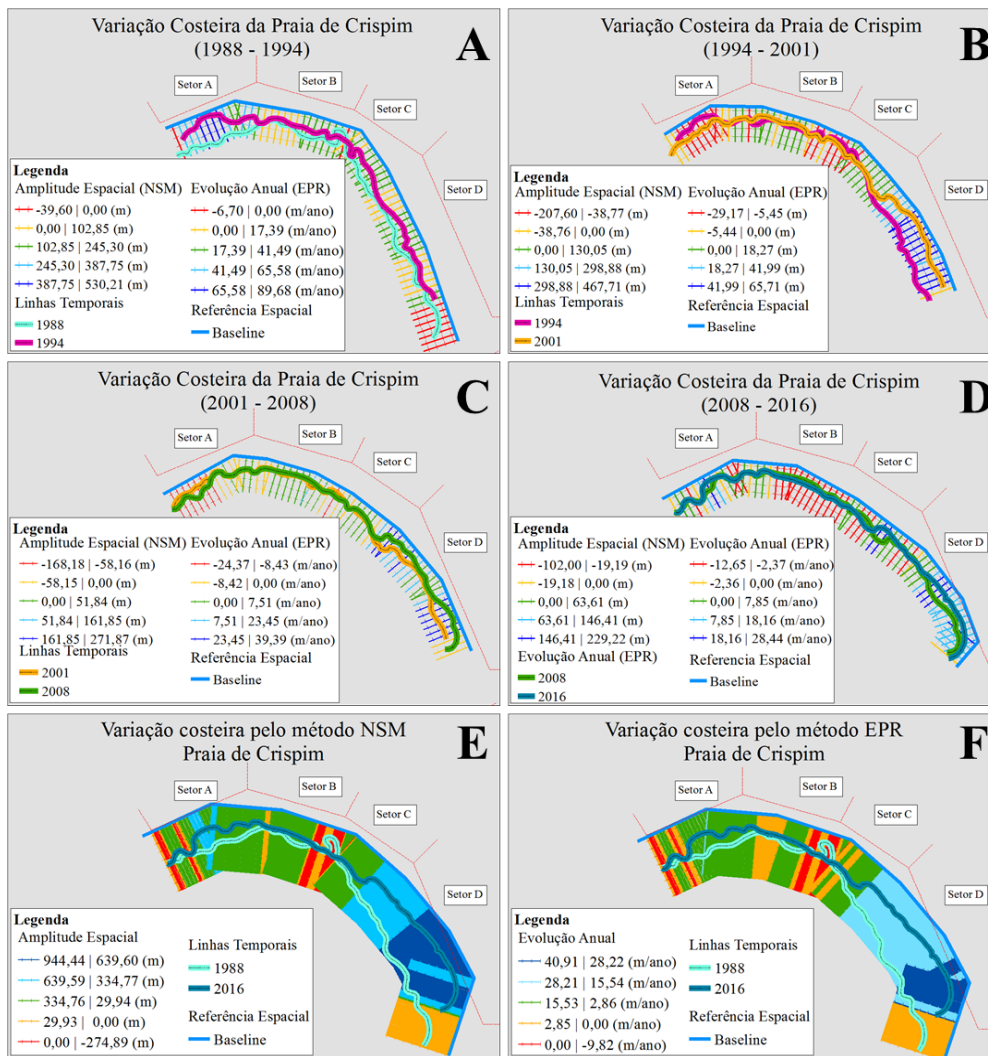 Variação Costeira da Praia de Crispim
(1988 - 1994)
A
Setor A
Setor B
Setor C
Setor D
Legenda
Amplitude Espacial (NSM)
-39,60 | 0,00 (m)
0,00 | 102,85 (m)
102,85 | 245,30 (m)
245,30 | 387,75 (m)
387,75 | 530,21 (m)
Linhas Temporais
1988
1994
Evolução Anual (EPR)
-6,70 | 0,00 (m/ano)
0,00 | 17,39 (m/ano)
17,39 | 41,49 (m/ano)
41,49 | 65,58 (m/ano)
65,58 | 89,68 (m/ano)
Referência Espacial
Baseline
Variação Costeira da Praia de Crispim
(1994 - 2001)
B
Setor A
Setor B
Setor C
Setor D
Legenda
Amplitude Espacial (NSM)
-207,60 | -38,77 (m)
-38,76 | 0,00 (m)
0,00 | 130,05 (m)
130,05 | 298,88 (m)
298,88 | 467,71 (m)
Linhas Temporais
1994
2001
Evolução Anual (EPR)
-29,17 | -5,45 (m/ano)
-5,44 | 0,00 (m/ano)
0,00 | 18,27 (m/ano)
18,27 | 41,99 (m/ano)
41,99 | 65,71 (m/ano)
Referência Espacial
Baseline
Variação Costeira da Praia de Crispim
(2001 - 2008)
C
Setor A
Setor B
Setor C
Setor D
Legenda
Amplitude Espacial (NSM)
-168,18 | -58,16 (m)
-58,15 | 0,00 (m)
0,00 | 51,84 (m)
51,84 | 161,85 (m)
161,85 | 271,87 (m)
Linhas Temporais
2001
2008
Evolução Anual (EPR)
-24,37 | -8,43 (m/ano)
-8,42 | 0,00 (m/ano)
0,00 | 7,51 (m/ano)
7,51 | 23,45 (m/ano)
23,45 | 39,39 (m/ano)
Referência Espacial
Baseline
Variação Costeira da Praia de Crispim
(2008 - 2016)
D
Setor A
Setor B
Setor C
Setor D
Legenda
Amplitude Espacial (NSM)
-102,00 | -19,19 (m)
-19,18 | 0,00 (m)
0,00 | 63,61 (m)
63,61 | 146,41 (m)
146,41 | 229,22 (m)
Evolução Anual (EPR)
2008
2016
Evolução Anual (EPR)
-12,65 | -2,37 (m/ano)
-2,36 | 0,00 (m/ano)
0,00 | 7,85 (m/ano)
7,85 | 18,16 (m/ano)
18,16 | 28,44 (m/ano)
Referencia Espacial
Baseline
Variação costeira pelo método NSM
Praia de Crispim
E
Setor A
Setor B
Setor C
Setor D
Legenda
Amplitude Espacial
944,44 | 639,60 (m)
639,59 | 334,77 (m)
334,76 | 29,94 (m)
29,93 | 0,00 (m)
0,00 | -274,89 (m)
Linhas Temporais
1988
2016
Referência Espacial
Baseline
Variação costeira pelo método EPR
Praia de Crispim
F
Setor A
Setor B
Setor C
Setor D
Legenda
Evolução Anual
40,91 | 28,22 (m/ano)
28,21 | 15,54 (m/ano)
15,53 | 2,86 (m/ano)
2,85 | 0,00 (m/ano)
0,00 | -9,82 (m/ano)
Linhas Temporais
1988
2016
Referência Espacial
Baseline